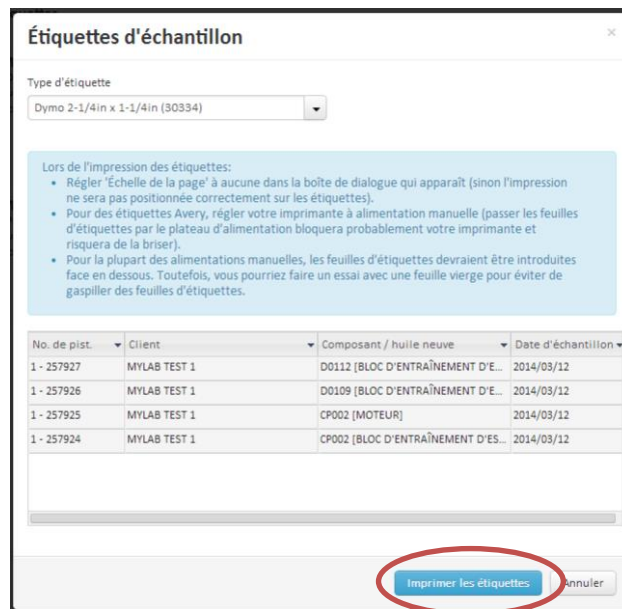 Étiquettes d'échantillon
×
Type d'étiquette
Dymo 2-1/4in x 1-1/4in (30334)
Lors de l'impression des étiquettes:
• Régler 'Échelle de la page' à aucune dans la boîte de dialogue qui apparaît (sinon l'impression
ne sera pas positionnée correctement sur les étiquettes).
• Pour des étiquettes Avery, régler votre imprimante à alimentation manuelle (passer les feuilles
d'étiquettes par le plateau d'alimentation bloquera probablement votre imprimante et
risquera de la briser).
• Pour la plupart des alimentations manuelles, les feuilles d'étiquettes devraient être introduites
face en dessous. Toutefois, vous pourriez faire un essai avec une feuille vierge pour éviter de
gaspiller des feuilles d'étiquettes.
No. de pist. Client Composant / huile neuve Date d'échantillon
1 - 257927 MYLAB TEST 1 D0112 [BLOC D'ENTRAÎNEMENT D'E... 2014/03/12
1 - 257926 MYLAB TEST 1 D0109 [BLOC D'ENTRAÎNEMENT D'E... 2014/03/12
1 - 257925 MYLAB TEST 1 CP002 [MOTEUR] 2014/03/12
1 - 257924 MYLAB TEST 1 CP002 [BLOC D'ENTRAÎNEMENT D'ES... 2014/03/12
Imprimer les étiquettes Annuler